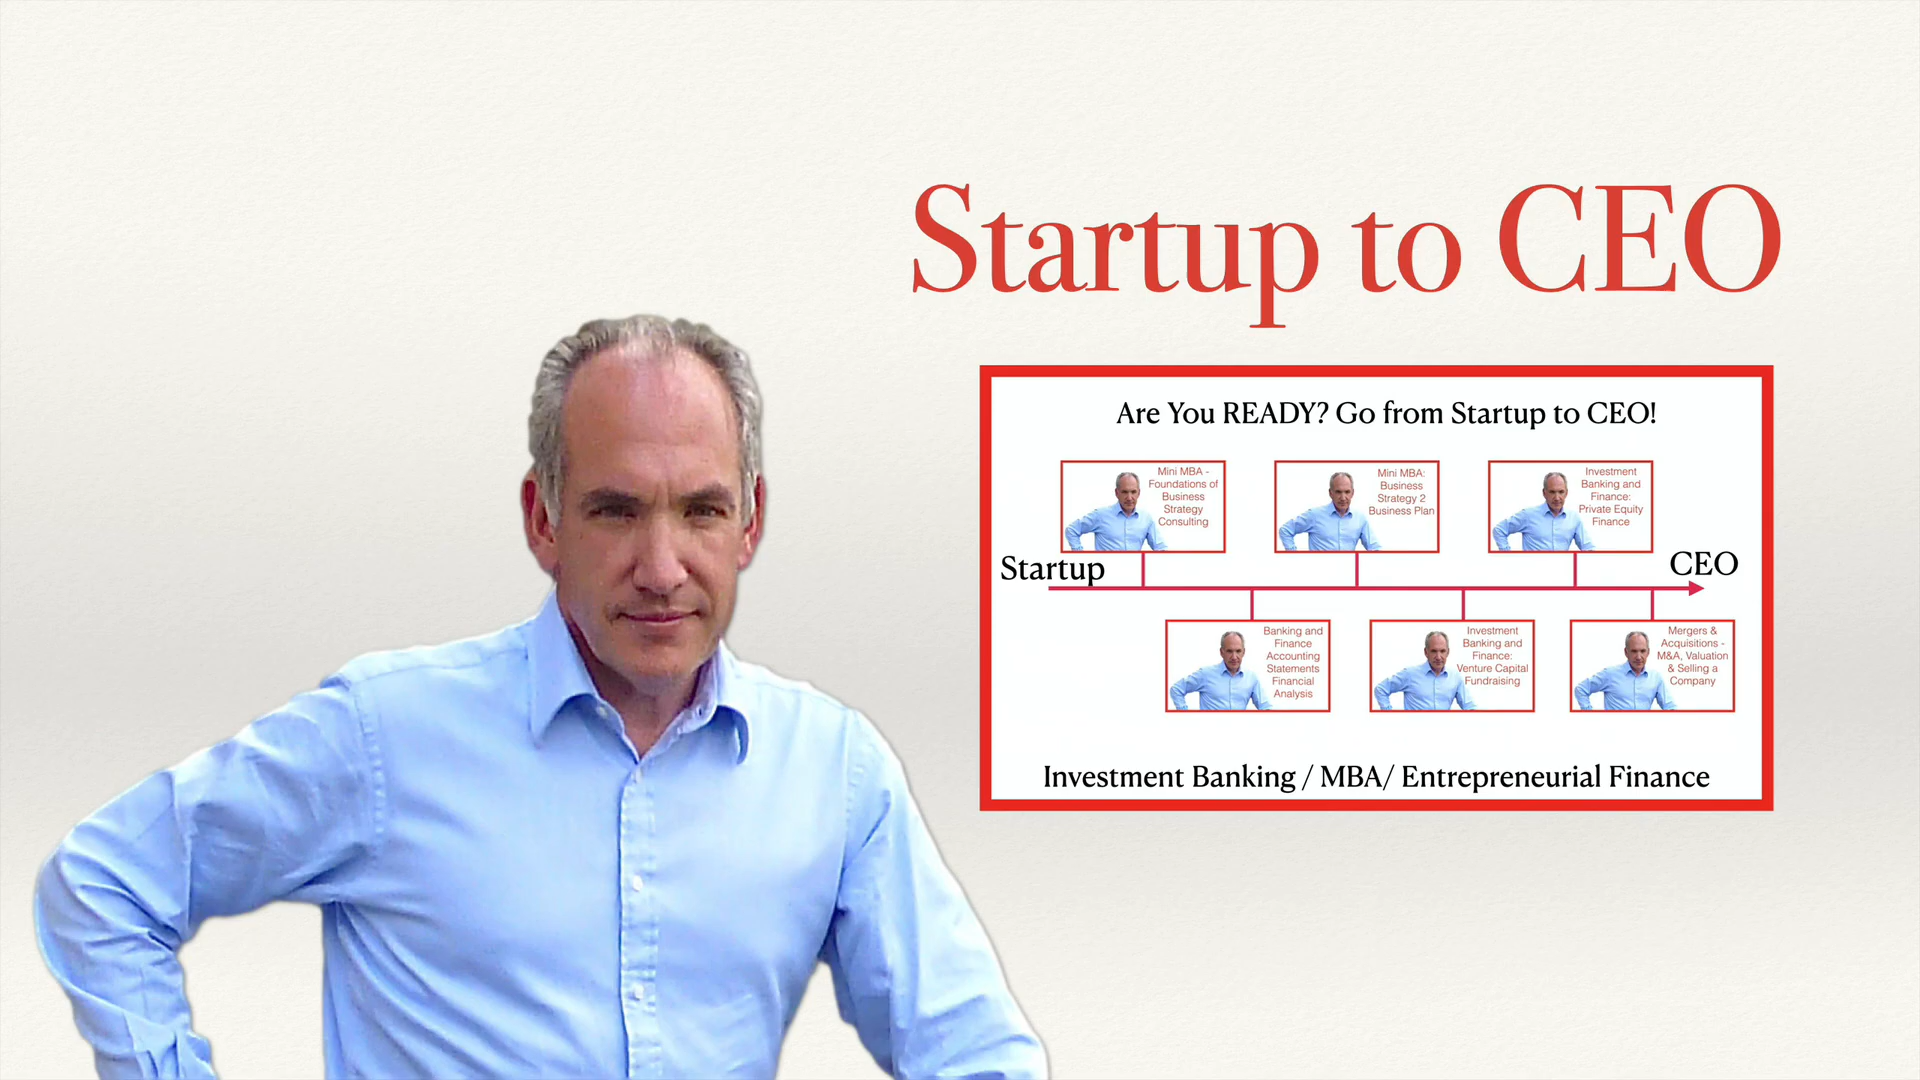 Startup to CEO
Are You READY? Go from Startup to CEO!
Mini MBA -
Foundations of
Business
Strategy
Consulting
Mini MBA:
Business
Strategy 2
Business Plan
Investment
Banking and
Finance:
Private Equity
Finance
Startup
CEO
Banking and
Finance
Accounting
Statements
Financial
Analysis
Investment
Banking and
Finance:
Venture Capital
Fundraising
Mergers &
Acquisitions -
M&A, Valuation
& Selling a
Company
Investment Banking / MBA/ Entrepreneurial Finance